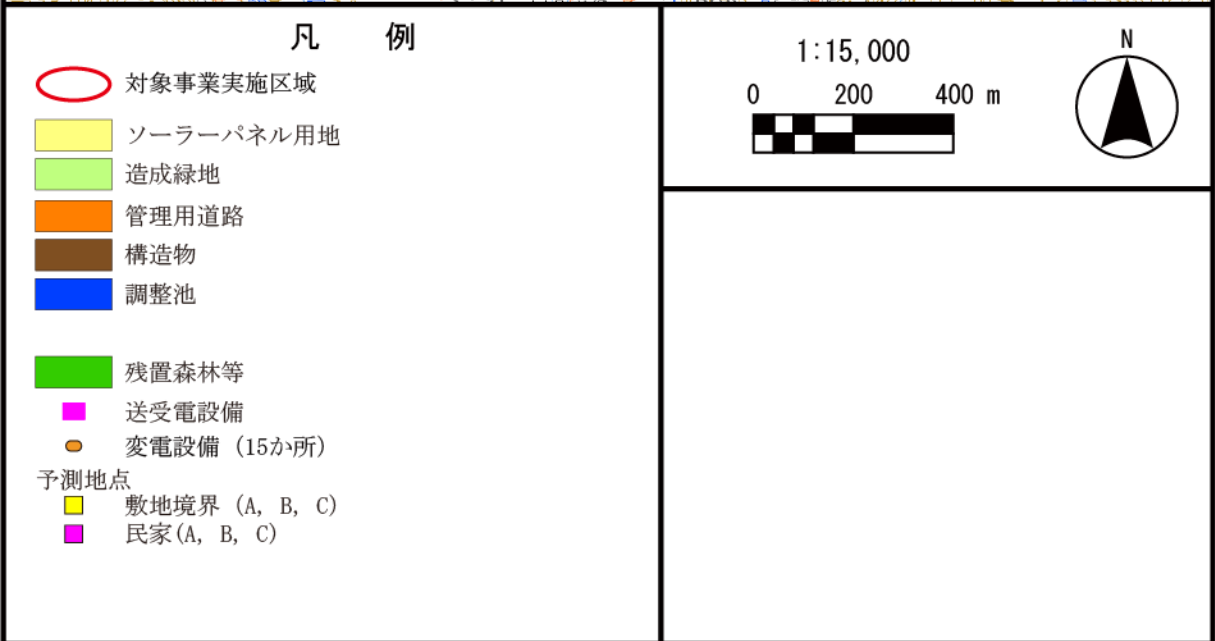 凡 例
対象事業実施区域
ソーラーパネル用地
造成緑地
管理用道路
構造物
調整池
残置森林等
送受電設備
変電設備 (15か所)
予測地点
敷地境界 (A, B, C)
民家(A, B, C)
1:15,000
0 200 400 m
N